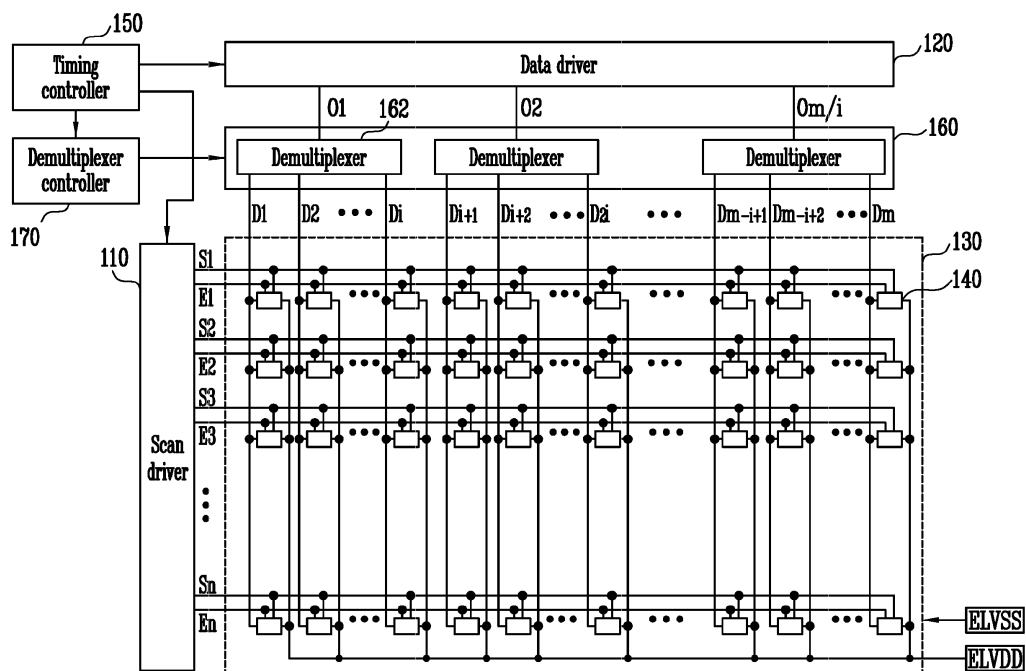 150
Timing
controller
Data driver
120
O1
162
O2
Om/i
160
Demultiplexer
controller
170
Demultiplexer
Demultiplexer
Demultiplexer
D1 D2 Di Di+1 Di+2 D2i Dm-i+1 Dm-i+2 Dm
110
130
140
S1
E1
S2
E2
S3
E3
Scan
driver
Sn
En
ELVSS
ELVDD